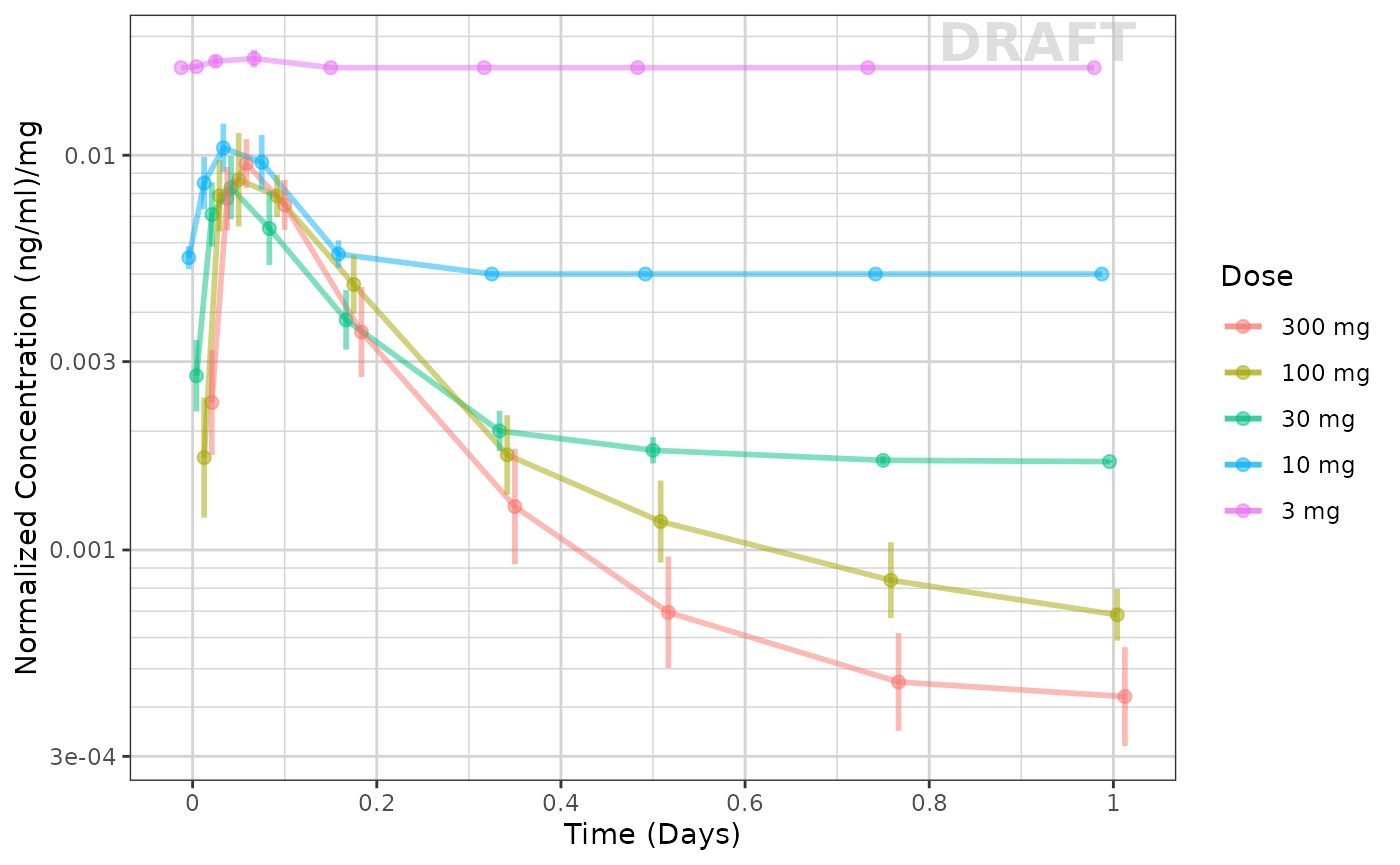 DRAFT
Normalized Concentration (ng/ml)/mg
0.01
0.003
0.001
3e-04
0 0.2 0.4 0.6 0.8 1
Time (Days)
Dose
300 mg
100 mg
30 mg
10 mg
3 mg